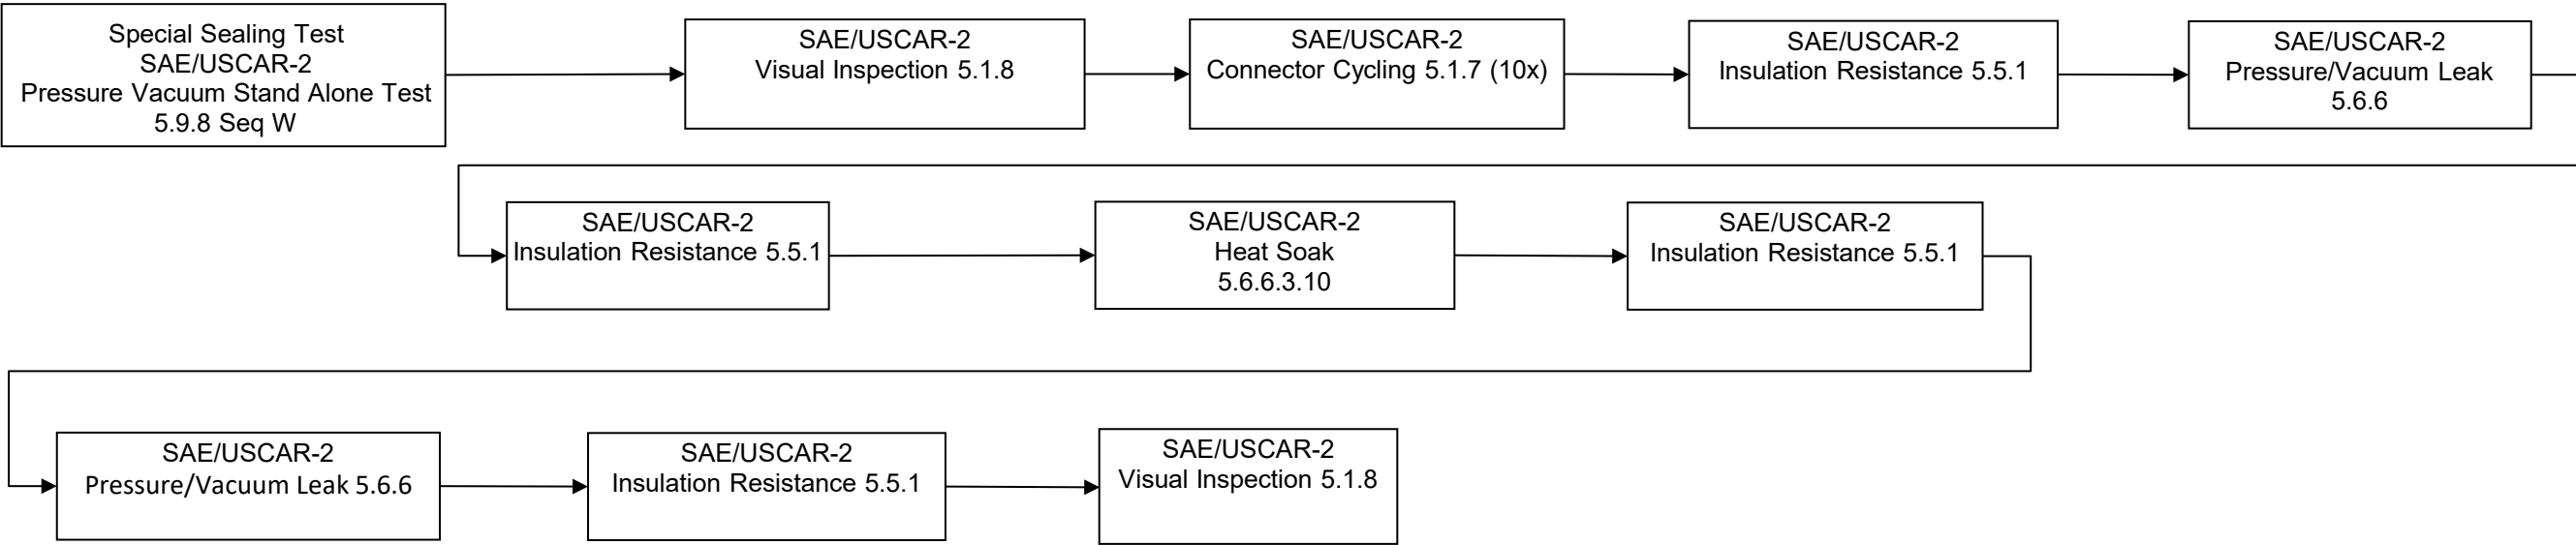 Special Sealing Test
SAE/USCAR-2
Pressure Vacuum Stand Alone Test
5.9.8 Seq W
SAE/USCAR-2
Visual Inspection 5.1.8
SAE/USCAR-2
Connector Cycling 5.1.7 (10x)
SAE/USCAR-2
Insulation Resistance 5.5.1
SAE/USCAR-2
Pressure/Vacuum Leak
5.6.6
SAE/USCAR-2
Insulation Resistance 5.5.1
SAE/USCAR-2
Heat Soak
5.6.6.3.10
SAE/USCAR-2
Insulation Resistance 5.5.1
SAE/USCAR-2
Pressure/Vacuum Leak 5.6.6
SAE/USCAR-2
Insulation Resistance 5.5.1
SAE/USCAR-2
Visual Inspection 5.1.8